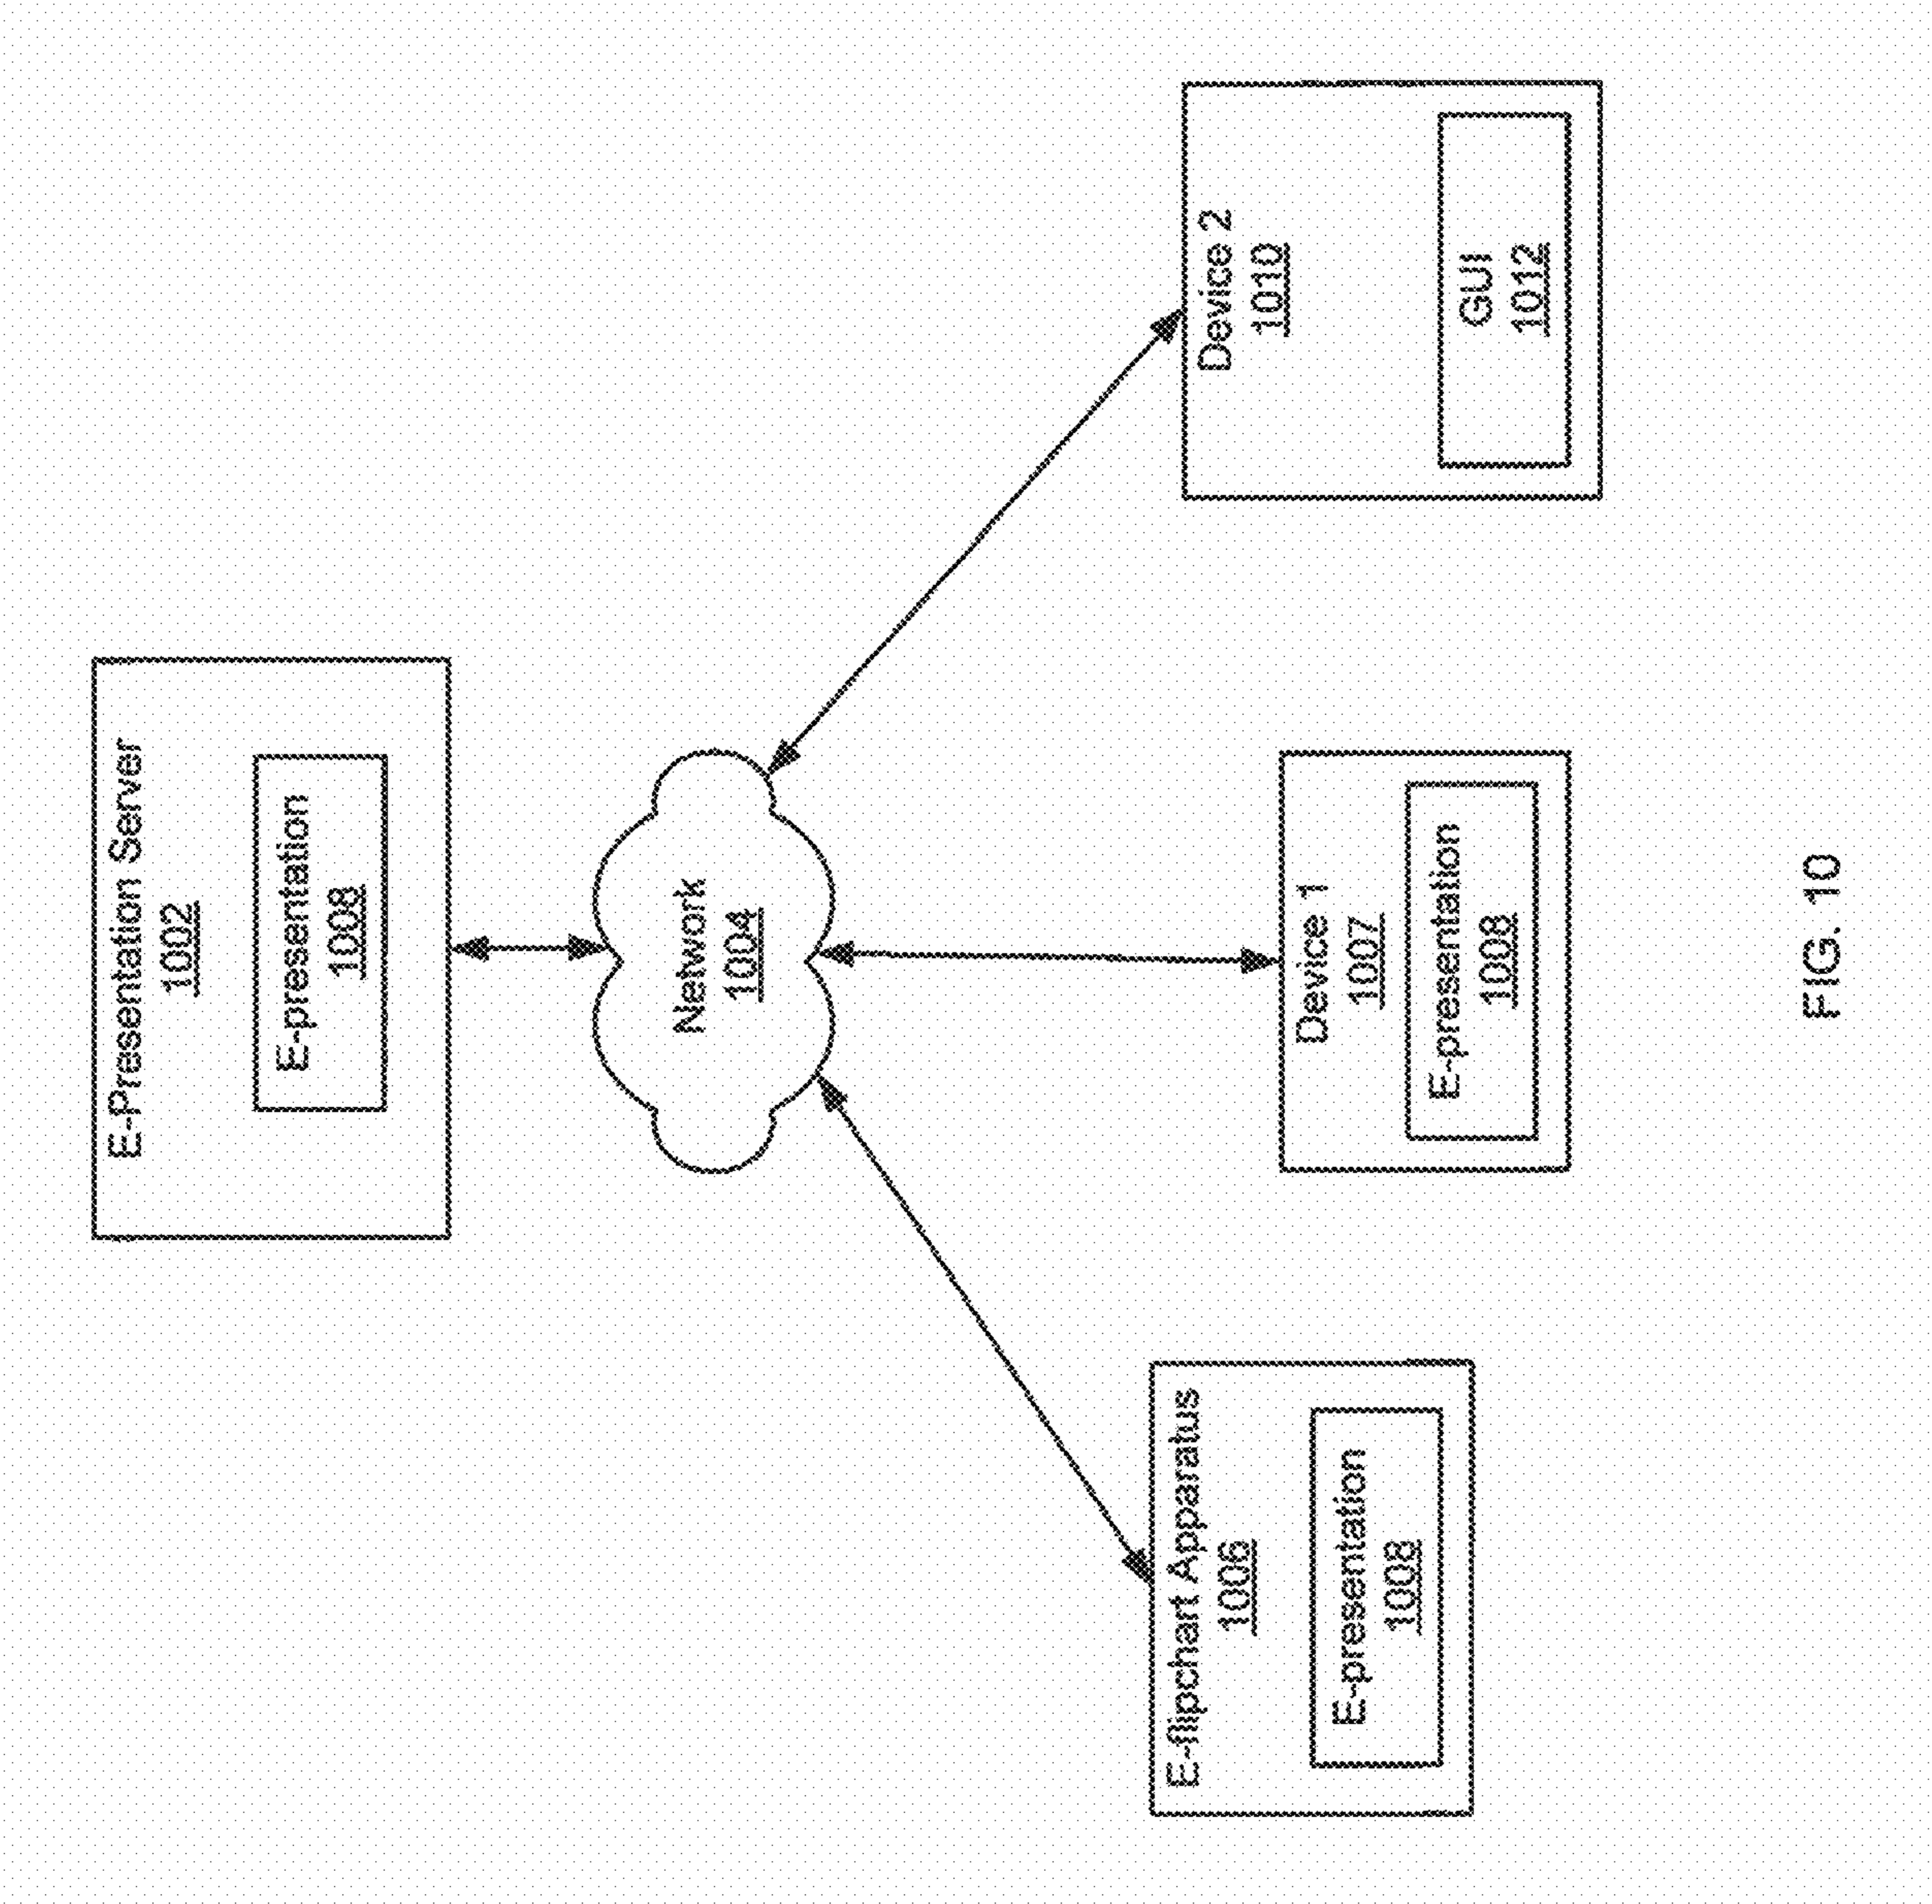 E-Presentation Server
1002
E-presentation
1008
Network
1004
E-flipchart Apparatus
1006
E-presentation
1008
Device 1
1007
E-presentation
1008
Device 2
1010
GUI
1012
FIG. 10